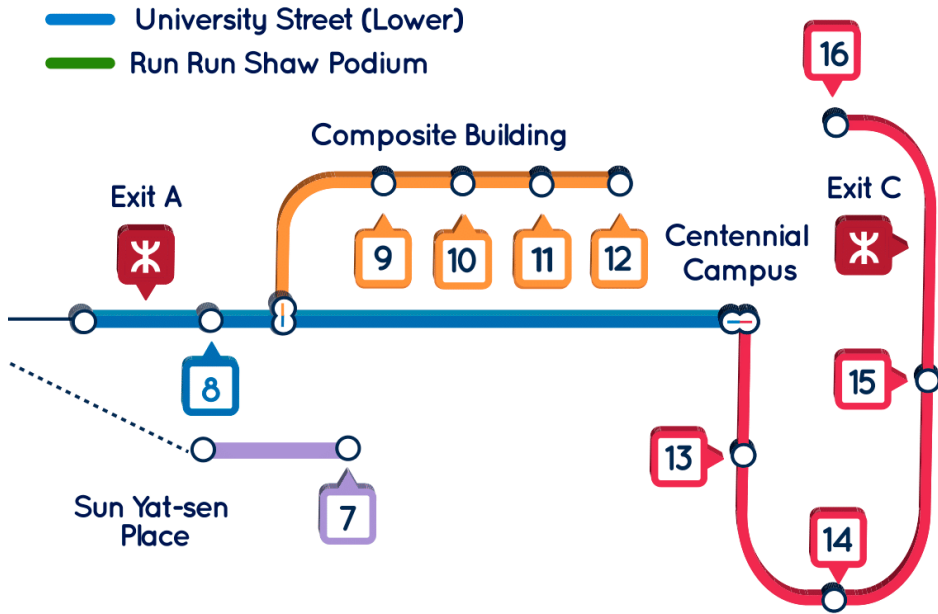 University Street (Lower)
Run Run Shaw Podium
16
Composite Building
Exit A
Exit C
9
10
11
12
Centennial
Campus
8
15
13
Sun Yat-sen
Place
7
14